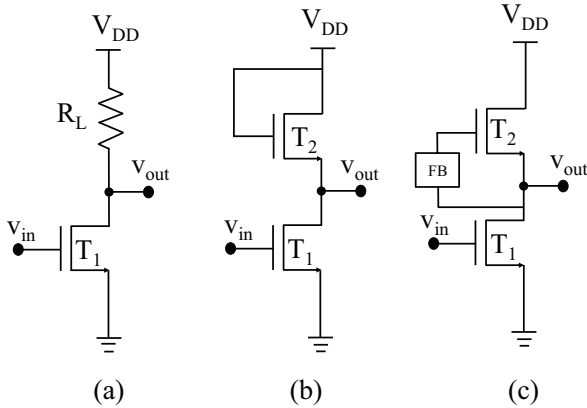 V_DD
R_L
v_out
v_in
T_1
(a)
V_DD
T_2
v_out
v_in
T_1
(b)
V_DD
T_2
FB
v_out
v_in
T_1
(c)